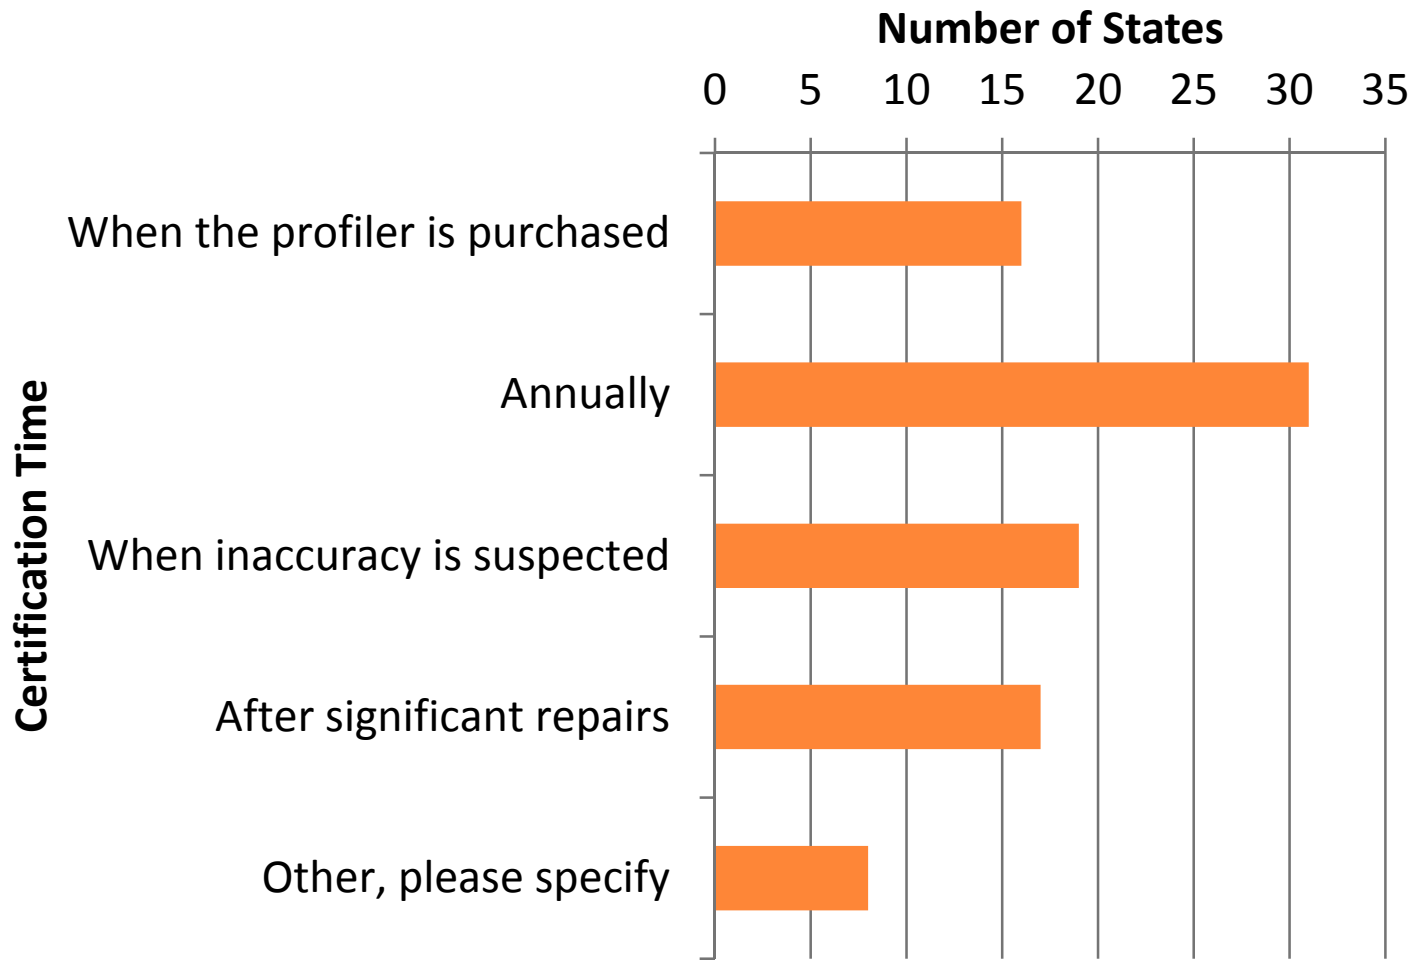 Number of States
0 5 10 15 20 25 30 35
When the profiler is purchased
Annually
When inaccuracy is suspected
After significant repairs
Other, please specify
Certification Time